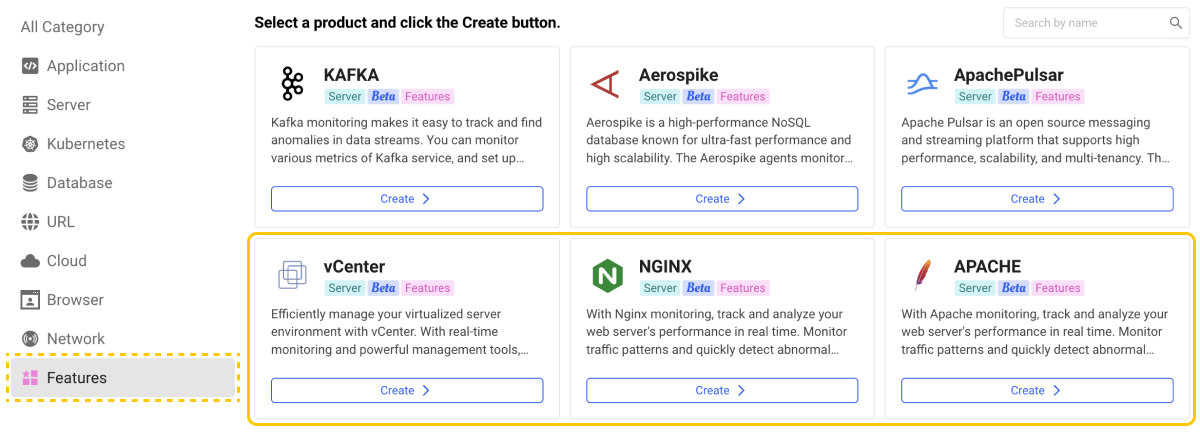 All Category
Application
Server
Kubernetes
Database
URL
Cloud
Browser
Network
Features
Select a product and click the Create button.
Search by name
KAFKA
Server Beta Features
Kafka monitoring makes it easy to track and find
anomalies in data streams. You can monitor
various metrics of Kafka service, and set up...
Create
Aerospike
Server Beta Features
Aerospike is a high-performance NoSQL
database known for ultra-fast performance and
high scalability. The Aerospike agents monitor...
Create
ApachePulsar
Server Beta Features
Apache Pulsar is an open source messaging
and streaming platform that supports high
performance, scalability, and multi-tenancy. Th...
Create
vCenter
Server Beta Features
Efficiently manage your virtualized server
environment with vCenter. With real-time
monitoring and powerful management tools,...
Create
NGINX
Server Beta Features
With Nginx monitoring, track and analyze your
web server's performance in real time. Monitor
traffic patterns and quickly detect abnormal...
Create
APACHE
Server Beta Features
With Apache monitoring, track and analyze your
web server's performance in real time. Monitor
traffic patterns and quickly detect abnormal...
Create